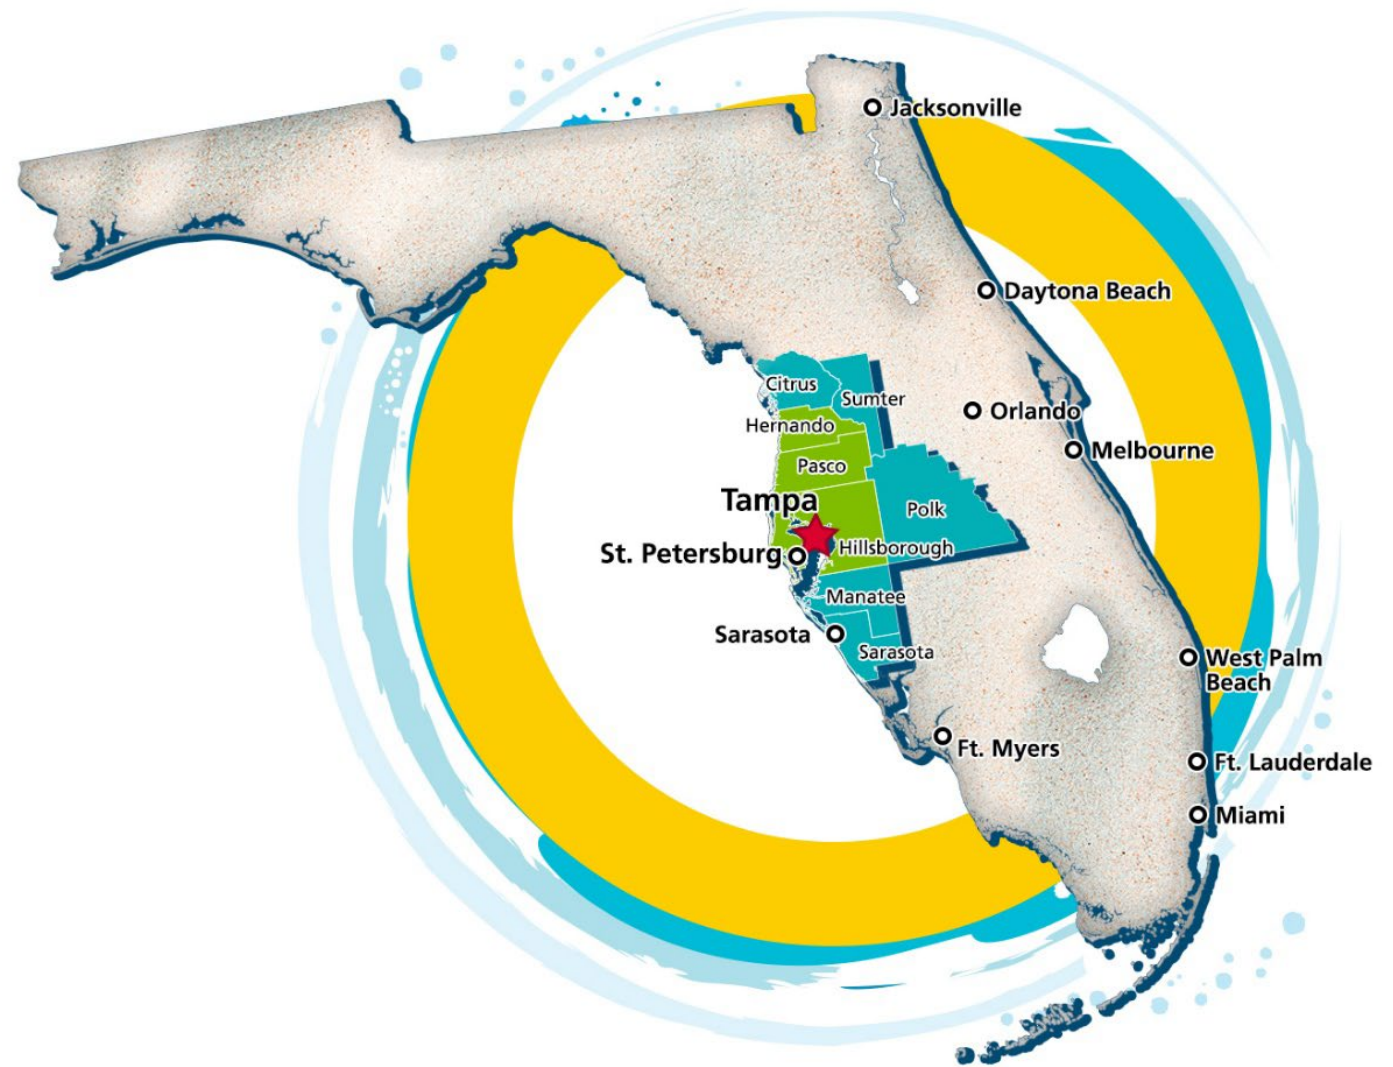 Jacksonville
Daytona Beach
Citrus
Sumter
Orlando
Hernando
Melbourne
Pasco
Tampa
Polk
St. Petersburg
Hillsborough
Manatee
Sarasota
Sarasota
West Palm
Beach
Ft. Myers
Ft. Lauderdale
Miami